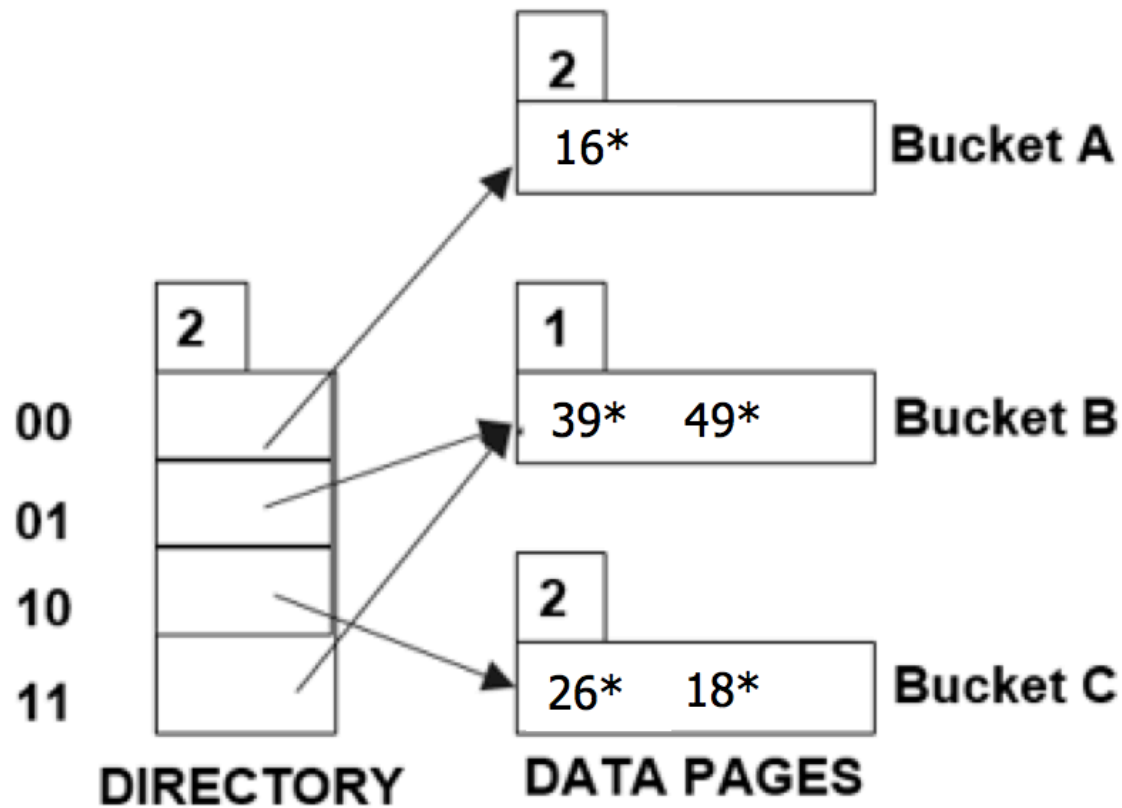 2
16*
Bucket A
2
1
00
39* 49*
Bucket B
01
2
10
11
26* 18*
Bucket C
DIRECTORY
DATA PAGES